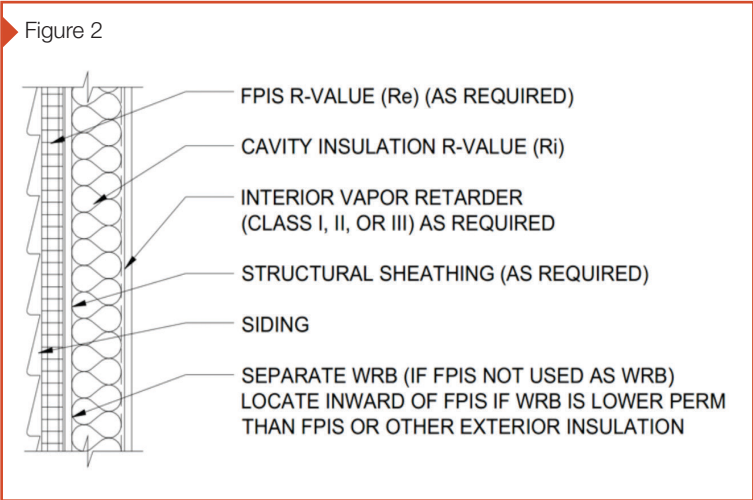 Figure 2
FPIS R-VALUE (Re) (AS REQUIRED)
CAVITY INSULATION R-VALUE (Ri)
INTERIOR VAPOR RETARDER
(CLASS I, II, OR III) AS REQUIRED
STRUCTURAL SHEATHING (AS REQUIRED)
SIDING
SEPARATE WRB (IF FPIS NOT USED AS WRB)
LOCATE INWARD OF FPIS IF WRB IS LOWER PERM
THAN FPIS OR OTHER EXTERIOR INSULATION